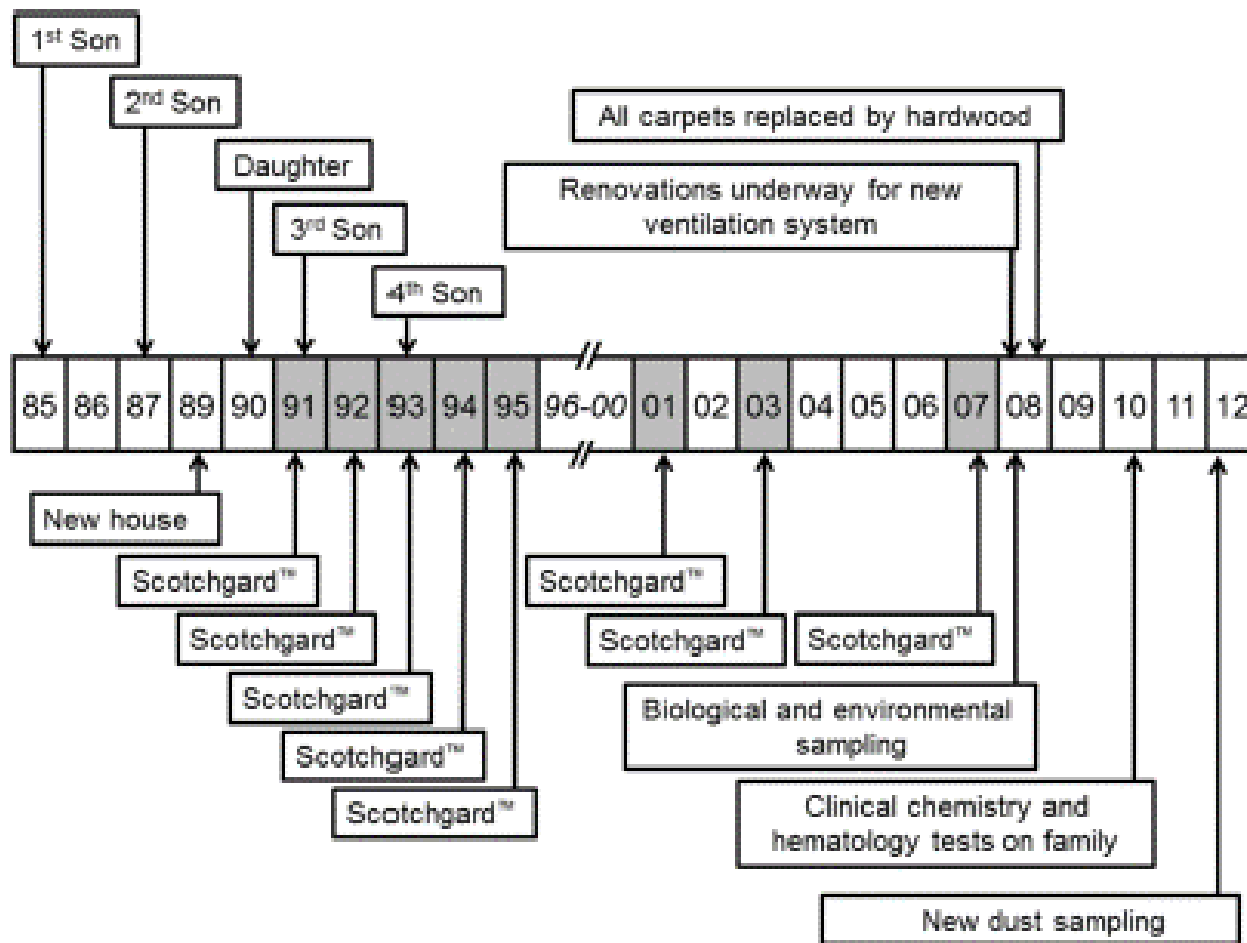 1st Son
2nd Son
Daughter
3rd Son
4th Son
All carpets replaced by hardwood
Renovations underway for new
ventilation system
85 86 87 89 90 91 92 93 94 95 96-00 01 02 03 04 05 06 07 08 09 10 11 12
New house
Scotchgard™
Scotchgard™
Scotchgard™
Scotchgard™
Scotchgard™
Scotchgard™
Scotchgard™
Scotchgard™
Biological and environmental
sampling
Clinical chemistry and
hematology tests on family
New dust sampling